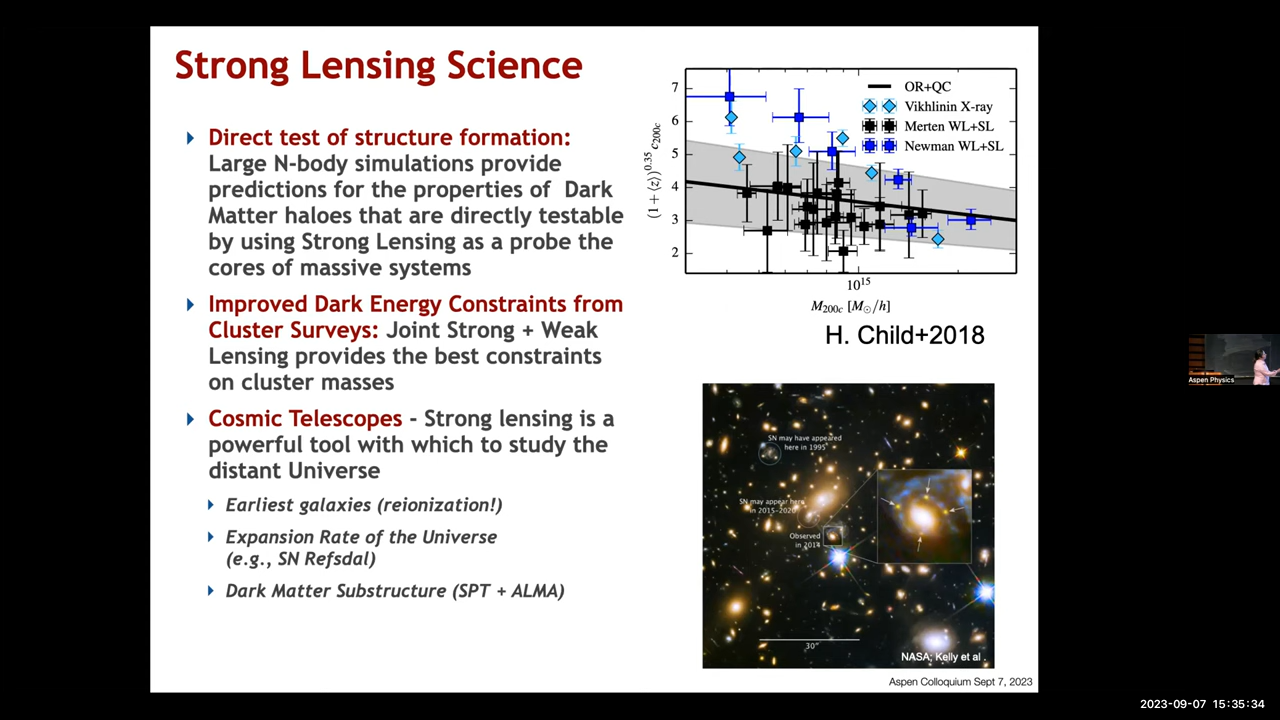 Strong Lensing Science
Direct test of structure formation:
Large N-body simulations provide
predictions for the properties of Dark
Matter haloes that are directly testable
by using Strong Lensing as a probe the
cores of massive systems
Improved Dark Energy Constraints from
Cluster Surveys: Joint Strong + Weak
Lensing provides the best constraints
on cluster masses
Cosmic Telescopes - Strong lensing is a
powerful tool with which to study the
distant Universe
Earliest galaxies (reionization!)
Expansion Rate of the Universe
(e.g., SN Refsdal)
Dark Matter Substructure (SPT + ALMA)
(1 + ⟨z⟩)^0.35 c_200c
7
6
5
4
3
2
OR+QC
Vikhlinin X-ray
Merten WL+SL
Newman WL+SL
10^15
M_200c [M_⊙/h]
H. Child+2018
SN may have appeared
here in 1995
SN may appear here
in 2015-2020
Observed
in 2014
30"
NASA; Kelly et al .
Aspen Colloquium Sept 7, 2023
Aspen Physics
2023-09-07 15:35:34